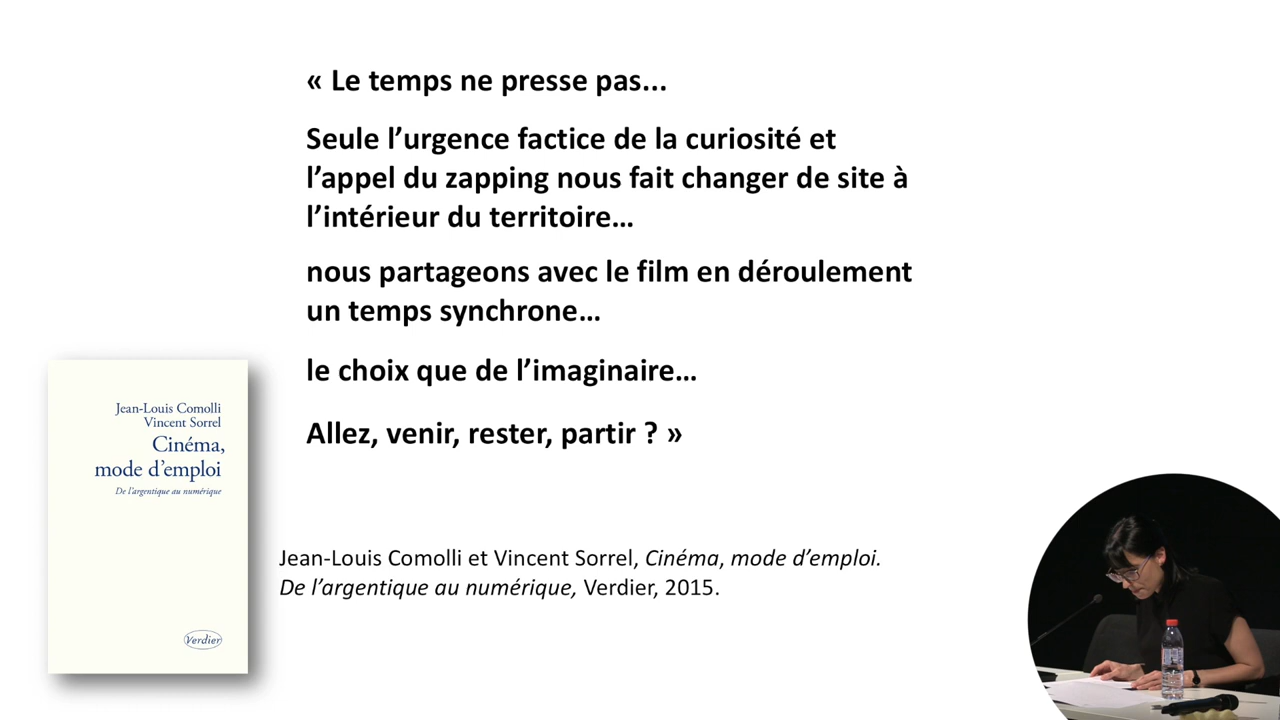 « Le temps ne presse pas...
Seule l’urgence factice de la curiosité et
l’appel du zapping nous fait changer de site à
l’intérieur du territoire…
nous partageons avec le film en déroulement
un temps synchrone…
le choix que de l’imaginaire…
Allez, venir, rester, partir ? »
Jean-Louis Comolli
Vincent Sorrel
Cinéma,
mode d’emploi
De l’argentique au numérique
Verdier
Jean-Louis Comolli et Vincent Sorrel, Cinéma, mode d’emploi.
De l’argentique au numérique, Verdier, 2015.